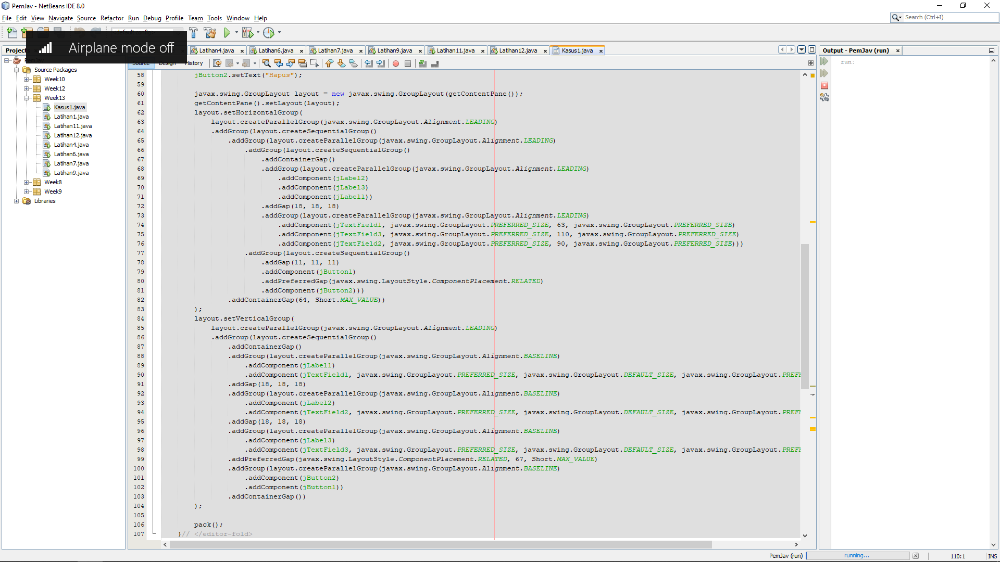 PemJav - NetBeans IDE 8.0
File Edit View Navigate Source Refactor Run Debug Profile Team Tools Window Help
Search (Ctrl+I)
Airplane mode off
Projects
Latihan4.java
Latihan6.java
Latihan7.java
Latihan9.java
Latihan11.java
Latihan12.java
Kasus1.java
Output - PemJav (run)
Source Design History
run:
PemJav
Source Packages
Week10
Week12
Week13
Kasus1.java
Latihan1.java
Latihan11.java
Latihan12.java
Latihan4.java
Latihan6.java
Latihan7.java
Latihan9.java
Week8
Week9
Libraries
58 jButton2.setText("Hapus");
59
60 javax.swing.GroupLayout layout = new javax.swing.GroupLayout(getContentPane());
61 getContentPane().setLayout(layout);
62 layout.setHorizontalGroup(
63 layout.createParallelGroup(javax.swing.GroupLayout.Alignment.LEADING)
64 .addGroup(layout.createSequentialGroup()
65 .addGroup(layout.createParallelGroup(javax.swing.GroupLayout.Alignment.LEADING)
66 .addGroup(layout.createSequentialGroup()
67 .addContainerGap()
68 .addGroup(layout.createParallelGroup(javax.swing.GroupLayout.Alignment.LEADING)
69 .addComponent(jLabel2)
70 .addComponent(jLabel3)
71 .addComponent(jLabel1))
72 .addGap(18, 18, 18)
73 .addGroup(layout.createParallelGroup(javax.swing.GroupLayout.Alignment.LEADING)
74 .addComponent(jTextField1, javax.swing.GroupLayout.PREFERRED_SIZE, 63, javax.swing.GroupLayout.PREFERRED_SIZE)
75 .addComponent(jTextField3, javax.swing.GroupLayout.PREFERRED_SIZE, 110, javax.swing.GroupLayout.PREFERRED_SIZE)
76 .addComponent(jTextField2, javax.swing.GroupLayout.PREFERRED_SIZE, 90, javax.swing.GroupLayout.PREFERRED_SIZE)))
77 .addGroup(layout.createSequentialGroup()
78 .addGap(11, 11, 11)
79 .addComponent(jButton1)
80 .addPreferredGap(javax.swing.LayoutStyle.ComponentPlacement.RELATED)
81 .addComponent(jButton2)))
82 .addContainerGap(64, Short.MAX_VALUE))
83 );
84 layout.setVerticalGroup(
85 layout.createParallelGroup(javax.swing.GroupLayout.Alignment.LEADING)
86 .addGroup(layout.createSequentialGroup()
87 .addContainerGap()
88 .addGroup(layout.createParallelGroup(javax.swing.GroupLayout.Alignment.BASELINE)
89 .addComponent(jLabel1)
90 .addComponent(jTextField1, javax.swing.GroupLayout.PREFERRED_SIZE, javax.swing.GroupLayout.DEFAULT_SIZE, javax.swing.GroupLayout.PREFE
91 .addGap(18, 18, 18)
92 .addGroup(layout.createParallelGroup(javax.swing.GroupLayout.Alignment.BASELINE)
93 .addComponent(jLabel2)
94 .addComponent(jTextField2, javax.swing.GroupLayout.PREFERRED_SIZE, javax.swing.GroupLayout.DEFAULT_SIZE, javax.swing.GroupLayout.PREFE
95 .addGap(18, 18, 18)
96 .addGroup(layout.createParallelGroup(javax.swing.GroupLayout.Alignment.BASELINE)
97 .addComponent(jLabel3)
98 .addComponent(jTextField3, javax.swing.GroupLayout.PREFERRED_SIZE, javax.swing.GroupLayout.DEFAULT_SIZE, javax.swing.GroupLayout.PREFE
99 .addPreferredGap(javax.swing.LayoutStyle.ComponentPlacement.RELATED, 67, Short.MAX_VALUE)
100 .addGroup(layout.createParallelGroup(javax.swing.GroupLayout.Alignment.BASELINE)
101 .addComponent(jButton2)
102 .addComponent(jButton1))
103 .addContainerGap())
104 );
105
106 pack();
107 }// </editor-fold>
PemJav (run) running... 110:1 INS